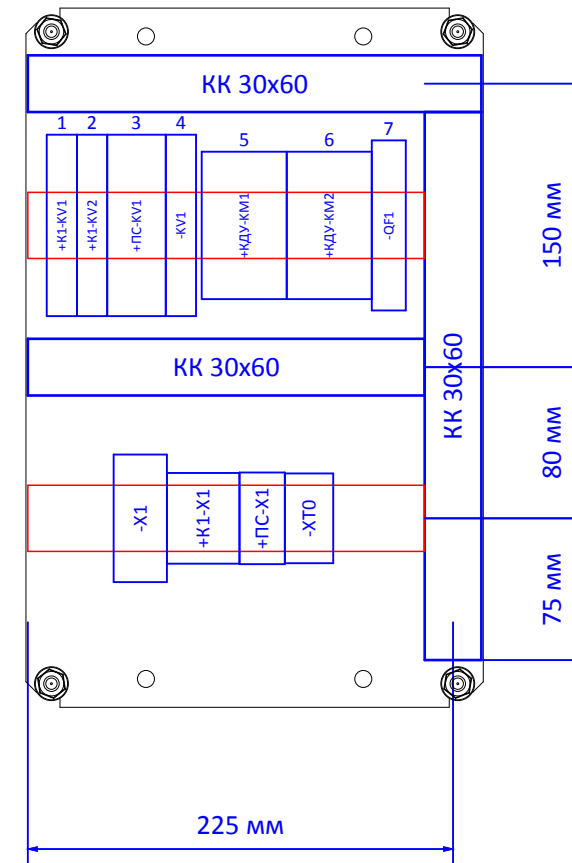 КК 30х60
1 2 3 4 5 6 7
+К1-KV1
+К1-KV2
+ПС-KV1
-KV1
+КДУ-КМ1
+КДУ-КМ2
-QF1
150 мм
КК 30х60
КК 30х60
80 мм
-X1
+К1-X1
+ПС-X1
-XT0
75 мм
225 мм